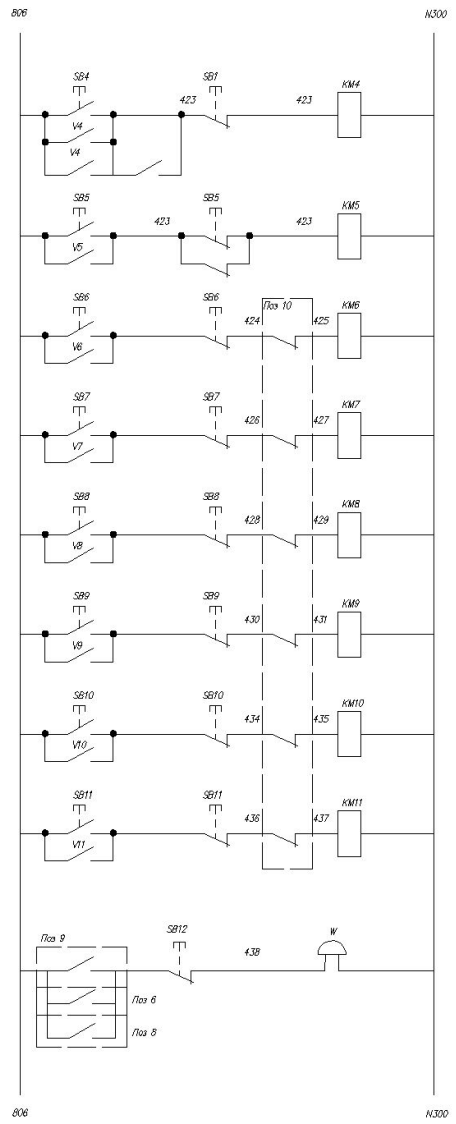 806 N300
SB4 SB1 KM4
423 423
V4
V4
SB5 SB5 KM5
423 423
V5
SB6 SB6 Поз 10 KM6
424 425
V6
SB7 SB7 KM7
426 427
V7
SB8 SB8 KM8
428 429
V8
SB9 SB9 KM9
430 431
V9
SB10 SB10 KM10
434 435
V10
SB11 SB11 KM11
436 437
V11
SB12 W
Поз 9
438
Поз 6
Поз 8
806 N300